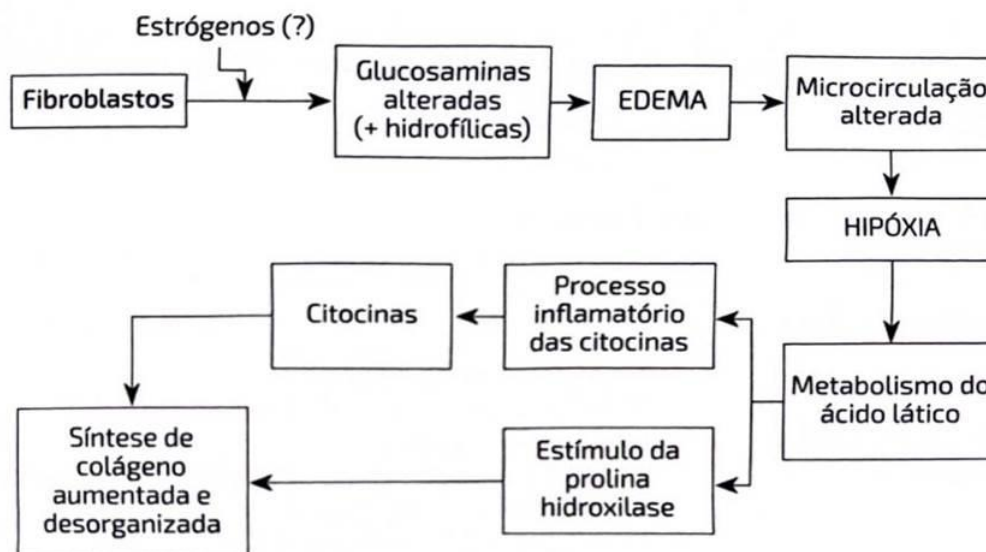 Estrógenos (?)
Fibroblastos
Glucosaminas
alteradas
(+ hidrofílicas)
EDEMA
Microcirculação
alterada
HIPÓXIA
Metabolismo do
ácido lático
Processo
inflamatório
das citocinas
Citocinas
Estímulo da
prolina
hidroxilase
Síntese de
colágeno
aumentada e
desorganizada